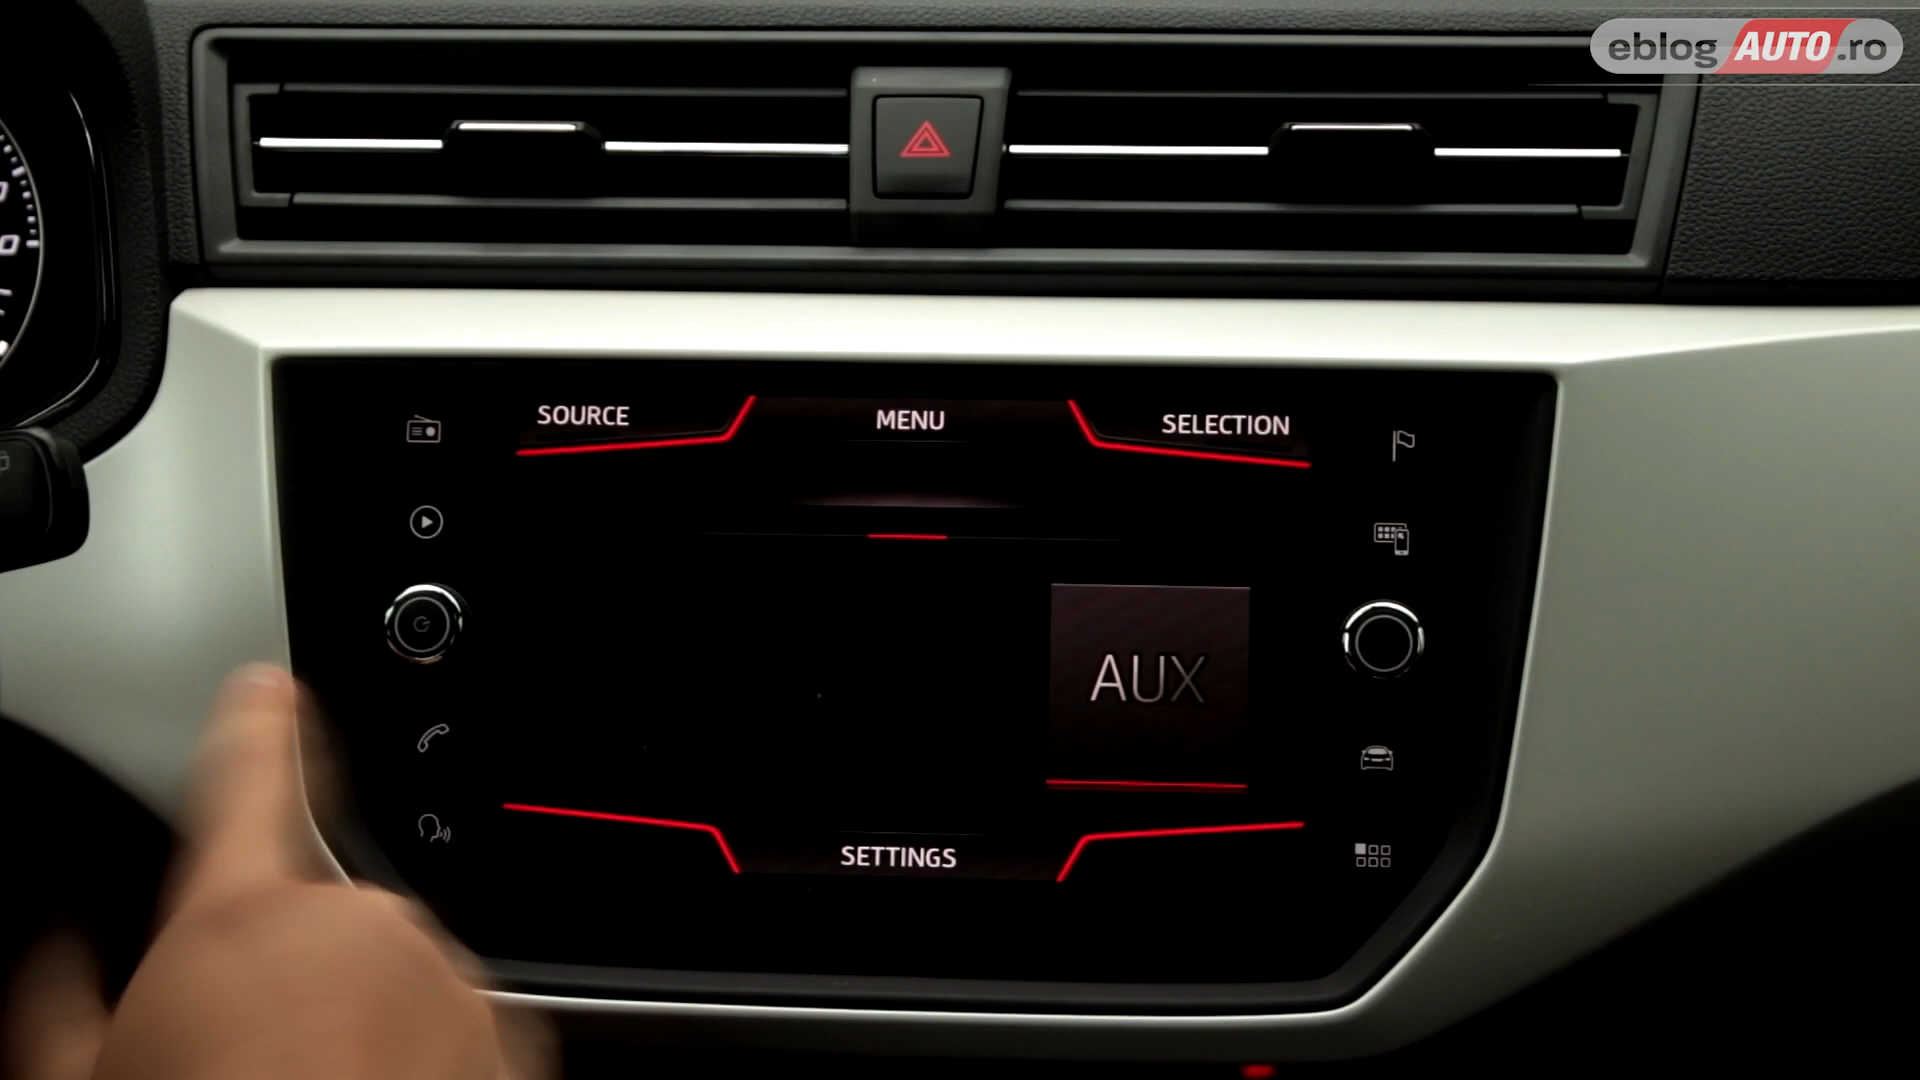 eblog AUTO.ro
SOURCE
MENU
SELECTION
AUX
SETTINGS